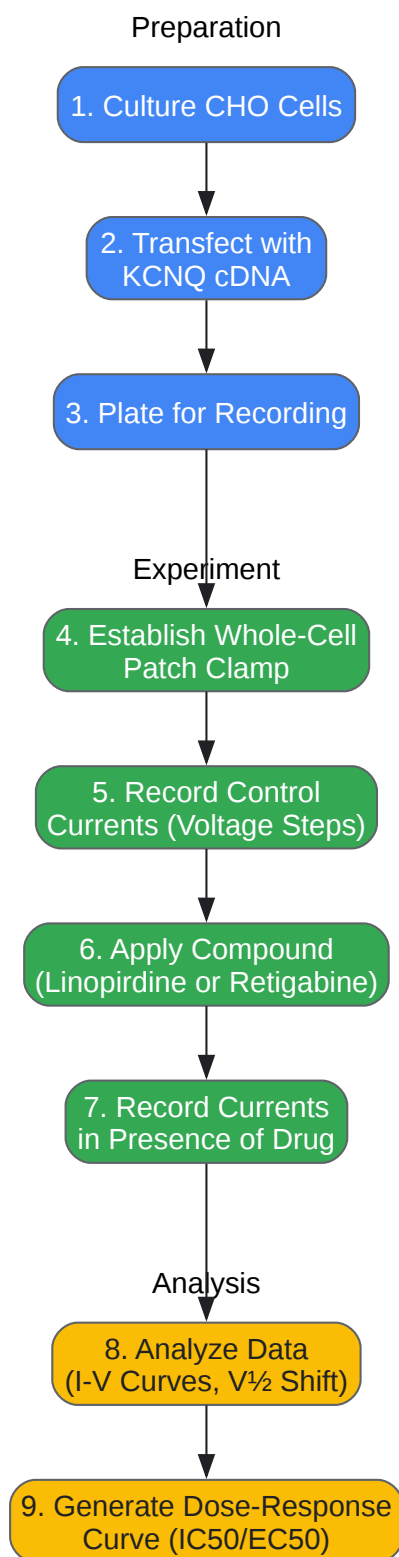 Preparation
1. Culture CHO Cells
2. Transfect with
KCNQ cDNA
3. Plate for Recording
Experiment
4. Establish Whole-Cell
Patch Clamp
5. Record Control
Currents (Voltage Steps)
6. Apply Compound
(Linopirdine or Retigabine)
7. Record Currents
in Presence of Drug
Analysis
8. Analyze Data
(I-V Curves, V½ Shift)
9. Generate Dose-Response
Curve (IC50/EC50)